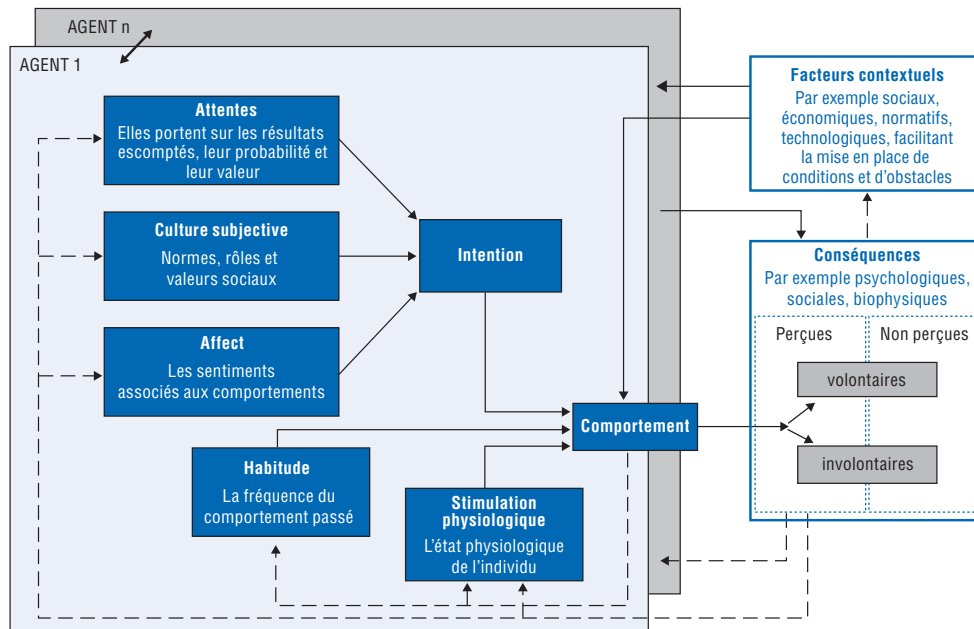 AGENT n
AGENT 1
Attentes
Elles portent sur les résultats
escomptés, leur probabilité et
leur valeur
Culture subjective
Normes, rôles et
valeurs sociaux
Affect
Les sentiments
associés aux comportements
Intention
Habitude
La fréquence du
comportement passé
Stimulation
physiologique
L'état physiologique
de l'individu
Comportement
Facteurs contextuels
Par exemple sociaux,
économiques, normatifs,
technologiques, facilitant
la mise en place de
conditions et d'obstacles
Conséquences
Par exemple psychologiques,
sociales, biophysiques
Perçues
Non perçues
volontaires
involontaires